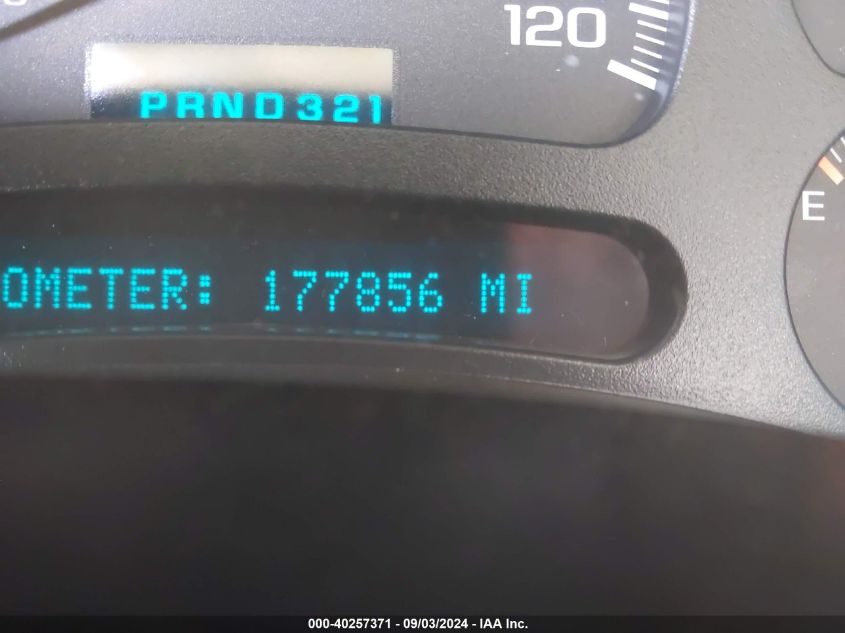 120
PRND321
OMETER: 177856 MI
E
000-40257371 - 09/03/2024 - IAA Inc.